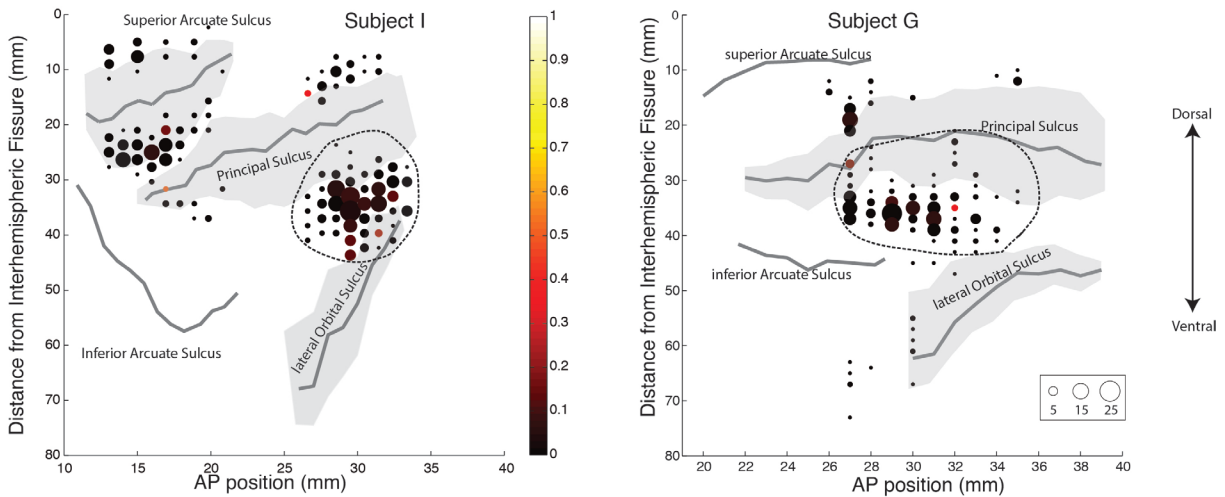 Superior Arcuate Sulcus
Subject I
Distance from Interhemispheric Fissure (mm)
0
10
20
30
40
50
60
70
80
Principal Sulcus
lateral Orbital Sulcus
Inferior Arcuate Sulcus
10
15
20
25
30
35
40
AP position (mm)
1
0.9
0.8
0.7
0.6
0.5
0.4
0.3
0.2
0.1
0
Subject G
Distance from Interhemispheric Fissure (mm)
0
10
20
30
40
50
60
70
80
superior Arcuate Sulcus
Principal Sulcus
inferior Arcuate Sulcus
lateral Orbital Sulcus
5 15 25
20 22 24 26 28 30 32 34 36 38 40
AP position (mm)
Dorsal
Ventral